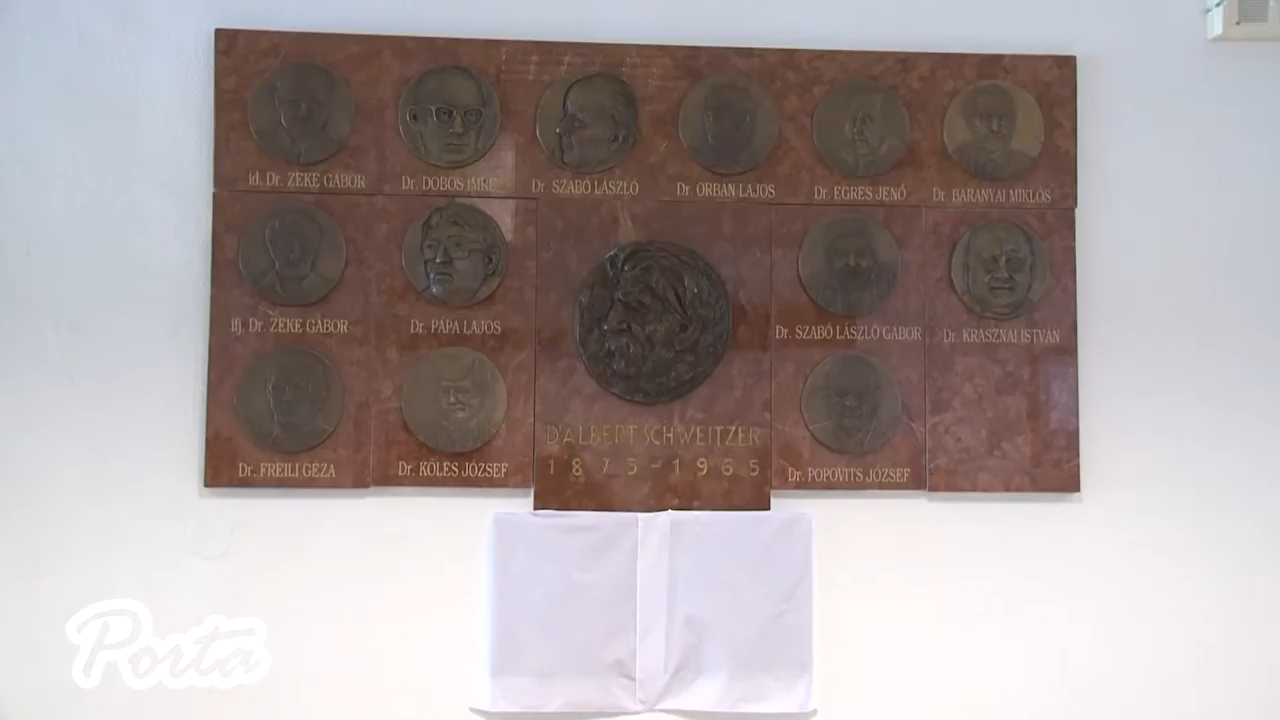 id. Dr. ZEKE GÁBOR
Dr. DOBOS IMRE
Dr. SZABÓ LÁSZLÓ
Dr. ORBÁN LAJOS
Dr. EGRES JENŐ
Dr. BARANYAI MIKLÓS
ifj. Dr. ZEKE GÁBOR
Dr. PÁPA LAJOS
Dr. SZABÓ LÁSZLÓ GÁBOR
Dr. KRASZNAI ISTVÁN
Dr. FREILI GÉZA
Dr. KÖLES JÓZSEF
D'ALBERT SCHWEITZER
1875-1965
Dr. POPOVITS JÓZSEF
Porta